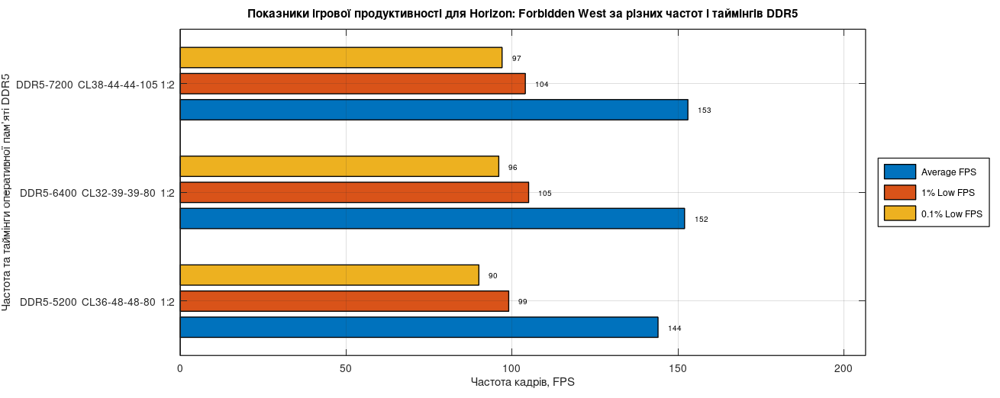 Показники ігрової продуктивності для Horizon: Forbidden West за різних частот і таймінгів DDR5
Частота та таймінги оперативної пам'яті DDR5
DDR5-7200 CL38-44-44-105 1:2
97
104
153
DDR5-6400 CL32-39-39-80 1:2
96
105
152
DDR5-5200 CL36-48-48-80 1:2
90
99
144
0 50 100 150 200
Частота кадрів, FPS
Average FPS
1% Low FPS
0.1% Low FPS